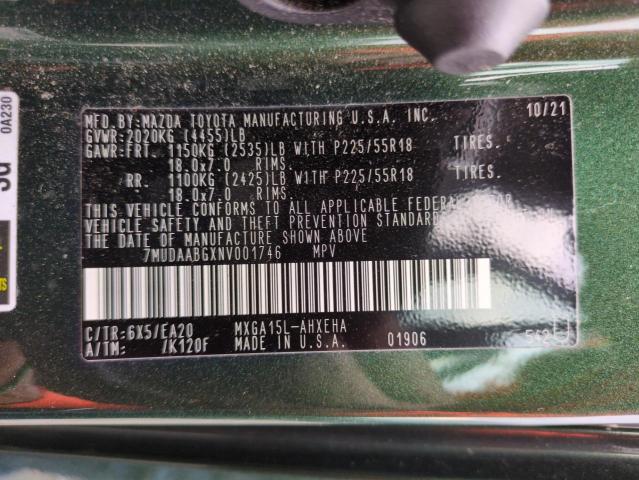 MFD.BY:MAZDA TOYOTA MANUFACTURING U.S.A. INC. 10/21
GVWR:2020KG (4455)LB
GAWR:FRT. 1150KG (2535)LB WITH P225/55R18 TIRES.
18.0x7.0 RIMS.
RR. 1100KG (2425)LB WITH P225/55R18 TIRES.
18.0x7.0 RIMS.
THIS VEHICLE CONFORMS TO ALL APPLICABLE FEDERAL MOTOR
VEHICLE SAFETY AND THEFT PREVENTION STANDARDS
THE DATE OF MANUFACTURE SHOWN ABOVE
7MUDAABGXNV001746 MPV
C/TR:6X5/EA20 MXGA15L-AHXEHA
A/TM: /K120F MADE IN U.S.A. 01906
0A230